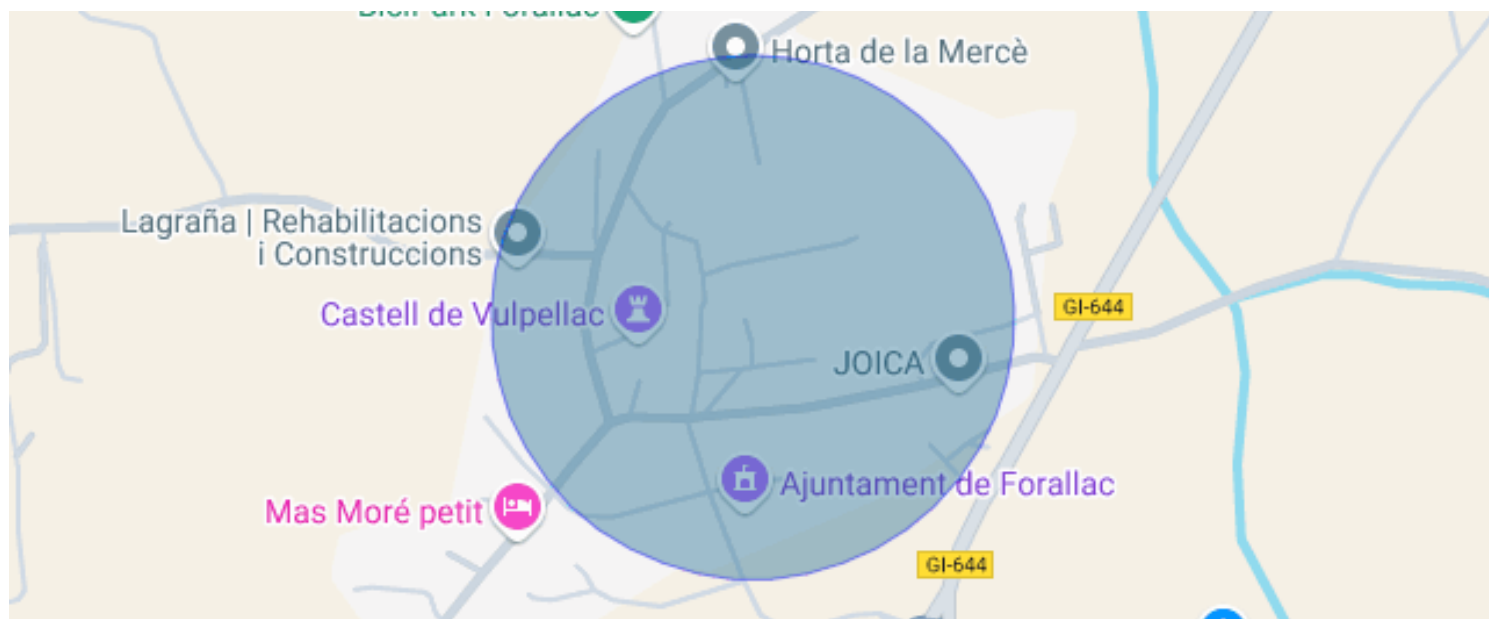 Horta de la Mercè
Lagraña | Rehabilitacions
i Construccions
Castell de Vulpellac
GI-644
JOICA
Ajuntament de Forallac
Mas Moré petit
GI-644